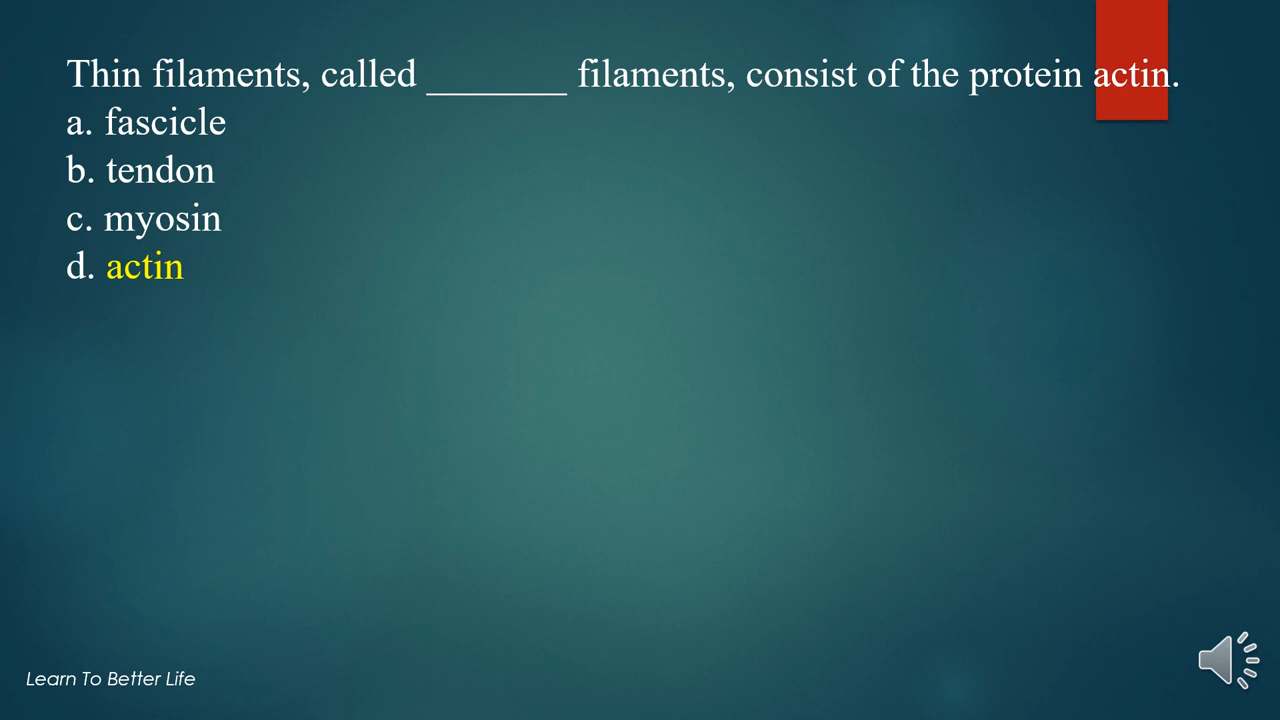 Thin filaments, called _______ filaments, consist of the protein actin.
a. fascicle
b. tendon
c. myosin
d. actin
Learn To Better Life